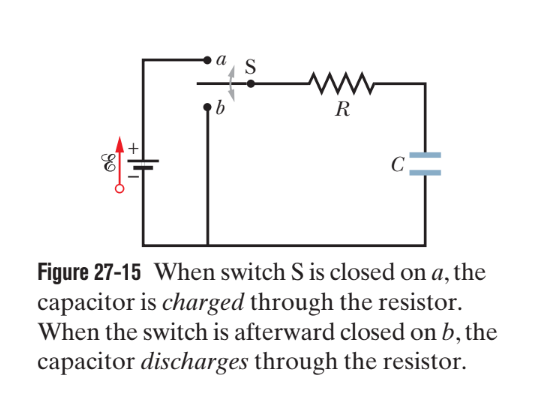 a
S
b
R
+
ℰ
−
C
Figure 27-15 When switch S is closed on a, the
capacitor is charged through the resistor.
When the switch is afterward closed on b, the
capacitor discharges through the resistor.